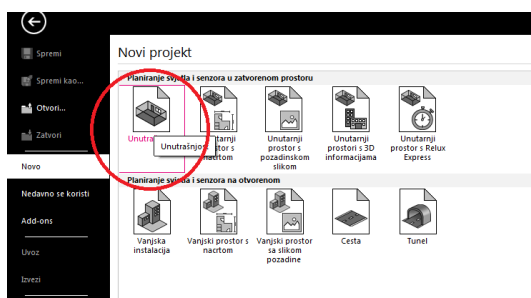 Spremi
Novi projekt
Planiranje svjetla i senzora u zatvorenom prostoru
Spremi kao...
Otvori...
Zatvori
Unutarnji
prostor s
nacrtom
Unutarnji
prostor s
pozadinskom
slikom
Unutarnji
prostori s 3D
informacijama
Unutarnji
prostor s Relux
Express
Unutrašnjost
Novo
Planiranje svjetla i senzora na otvorenom
Nedavno se koristi
Add-ons
Vanjska
instalacija
Vanjski prostor s
nacrtom
Vanjski prostor
sa slikom
pozadine
Cesta
Tunel
Uvoz
Izvezi